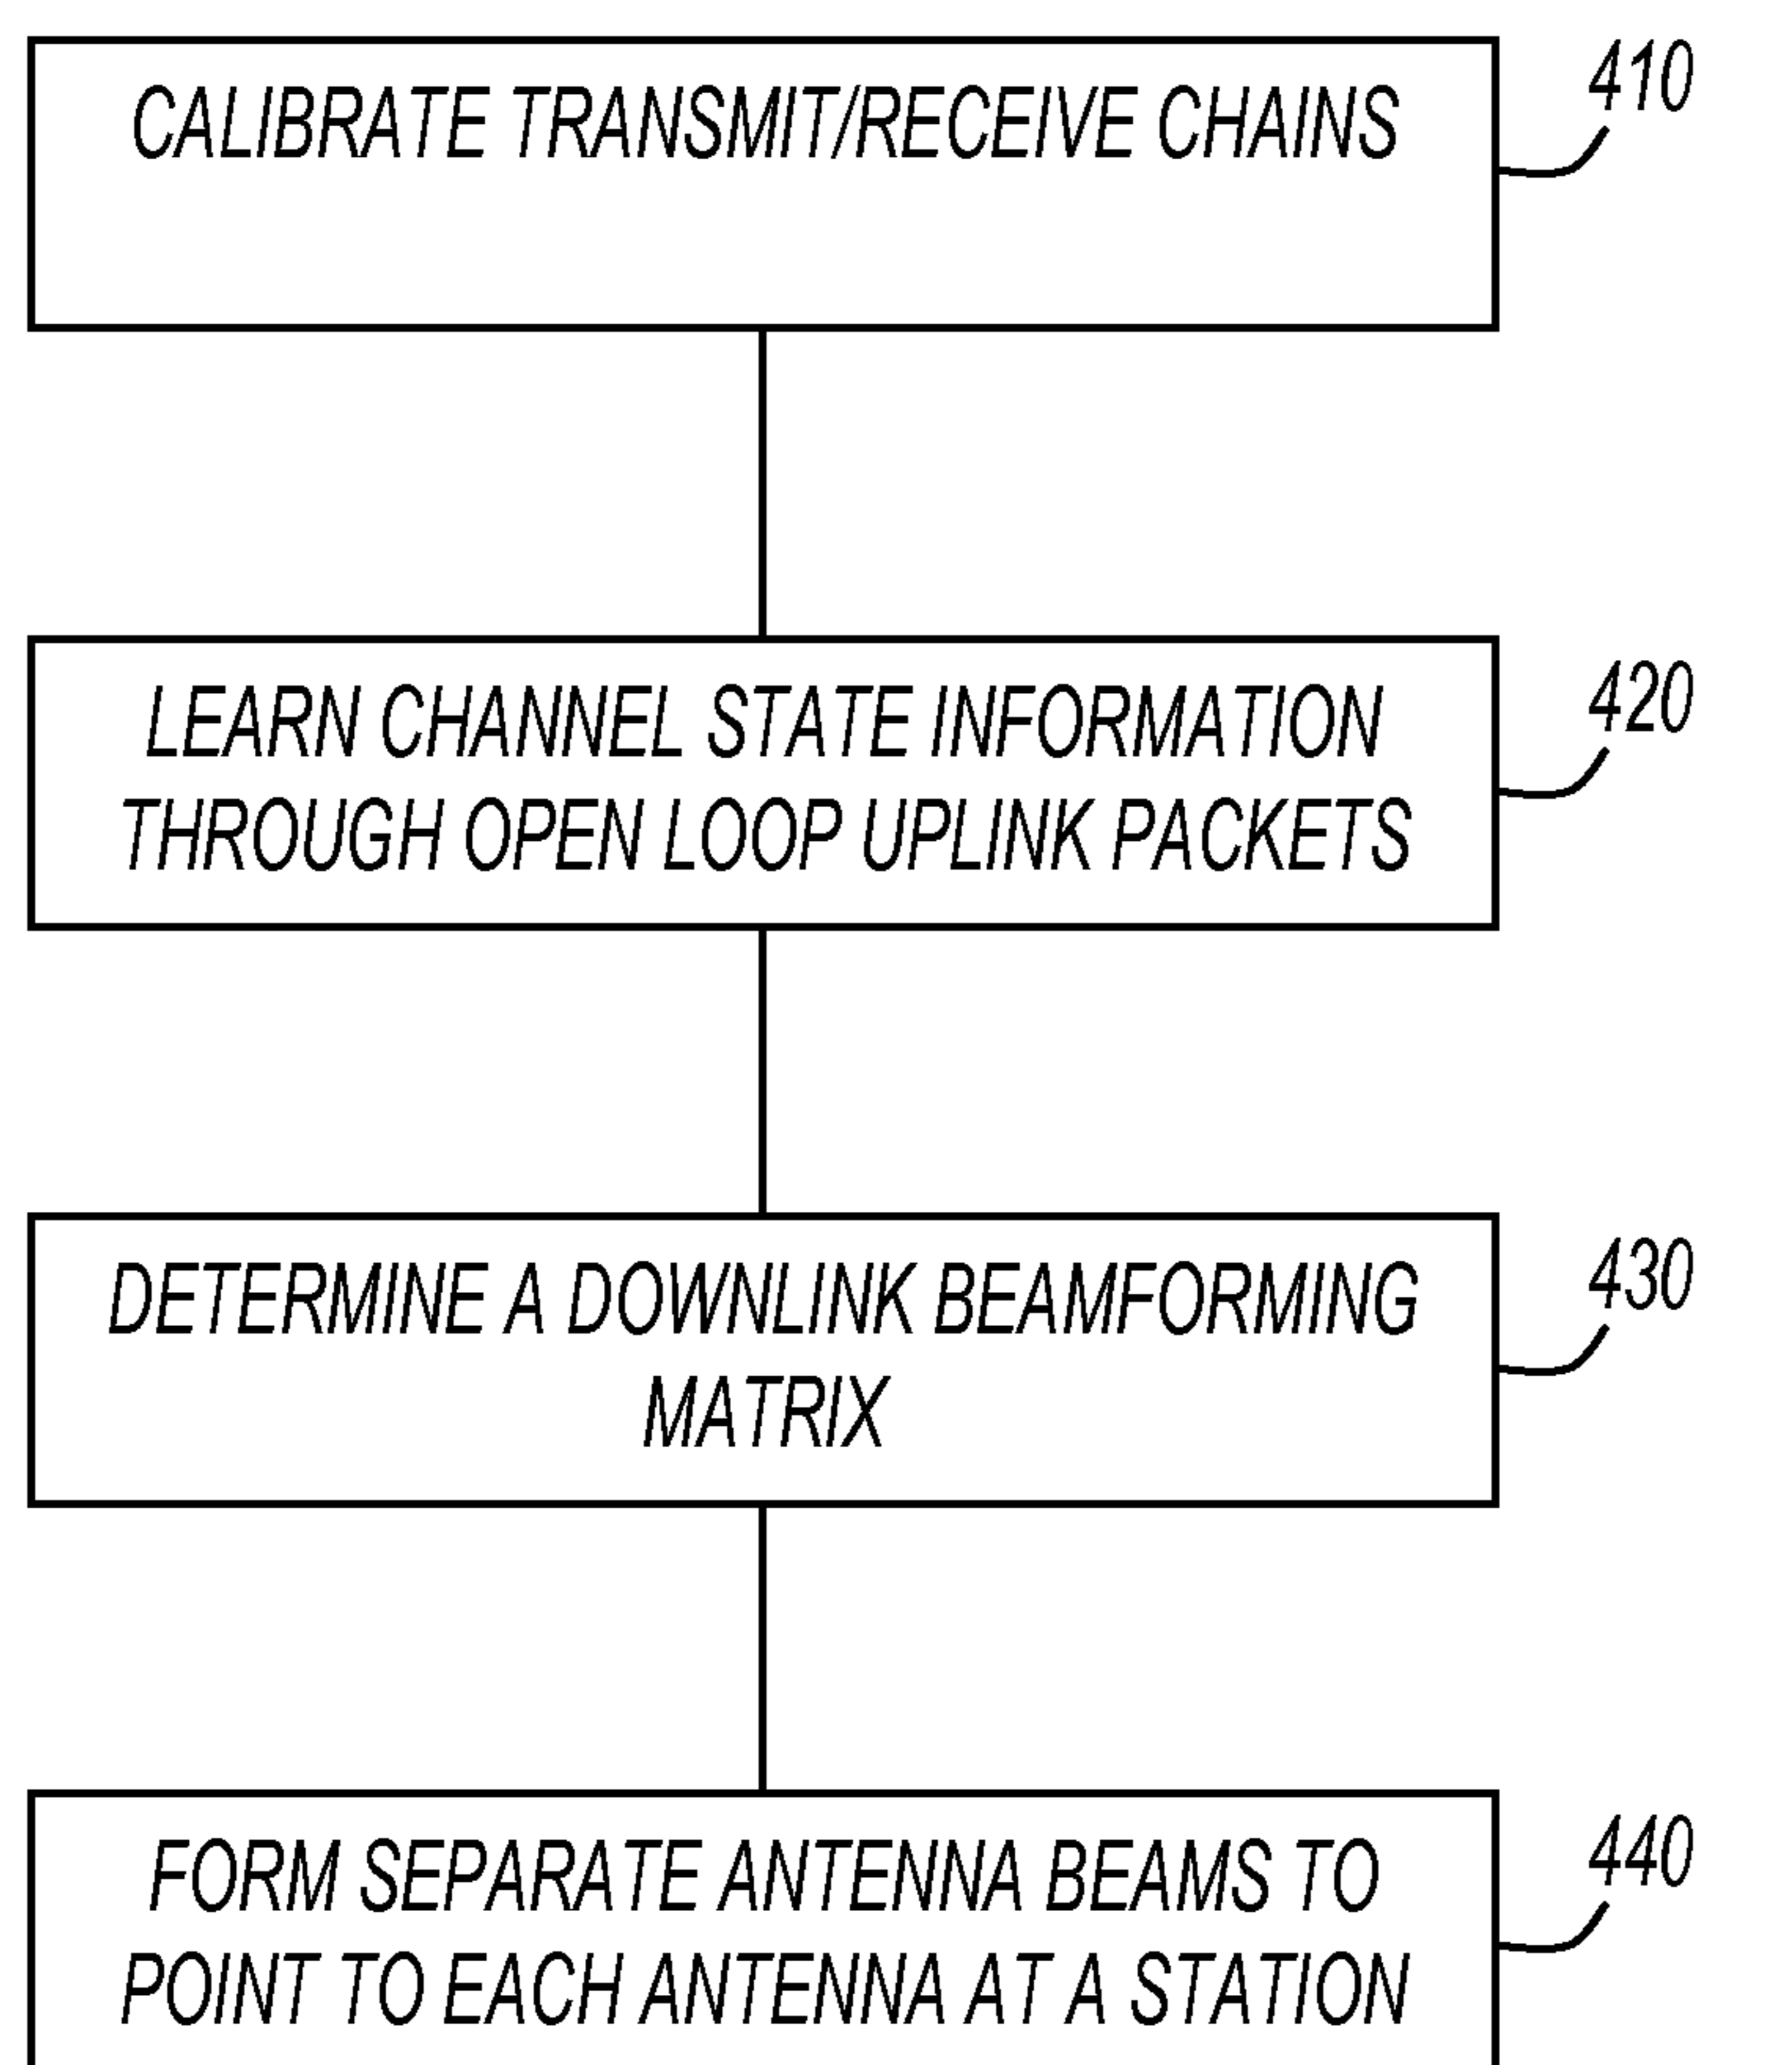 CALIBRATE TRANSMIT/RECEIVE CHAINS
410
LEARN CHANNEL STATE INFORMATION
THROUGH OPEN LOOP UPLINK PACKETS
420
DETERMINE A DOWNLINK BEAMFORMING
MATRIX
430
FORM SEPARATE ANTENNA BEAMS TO
POINT TO EACH ANTENNA AT A STATION
440